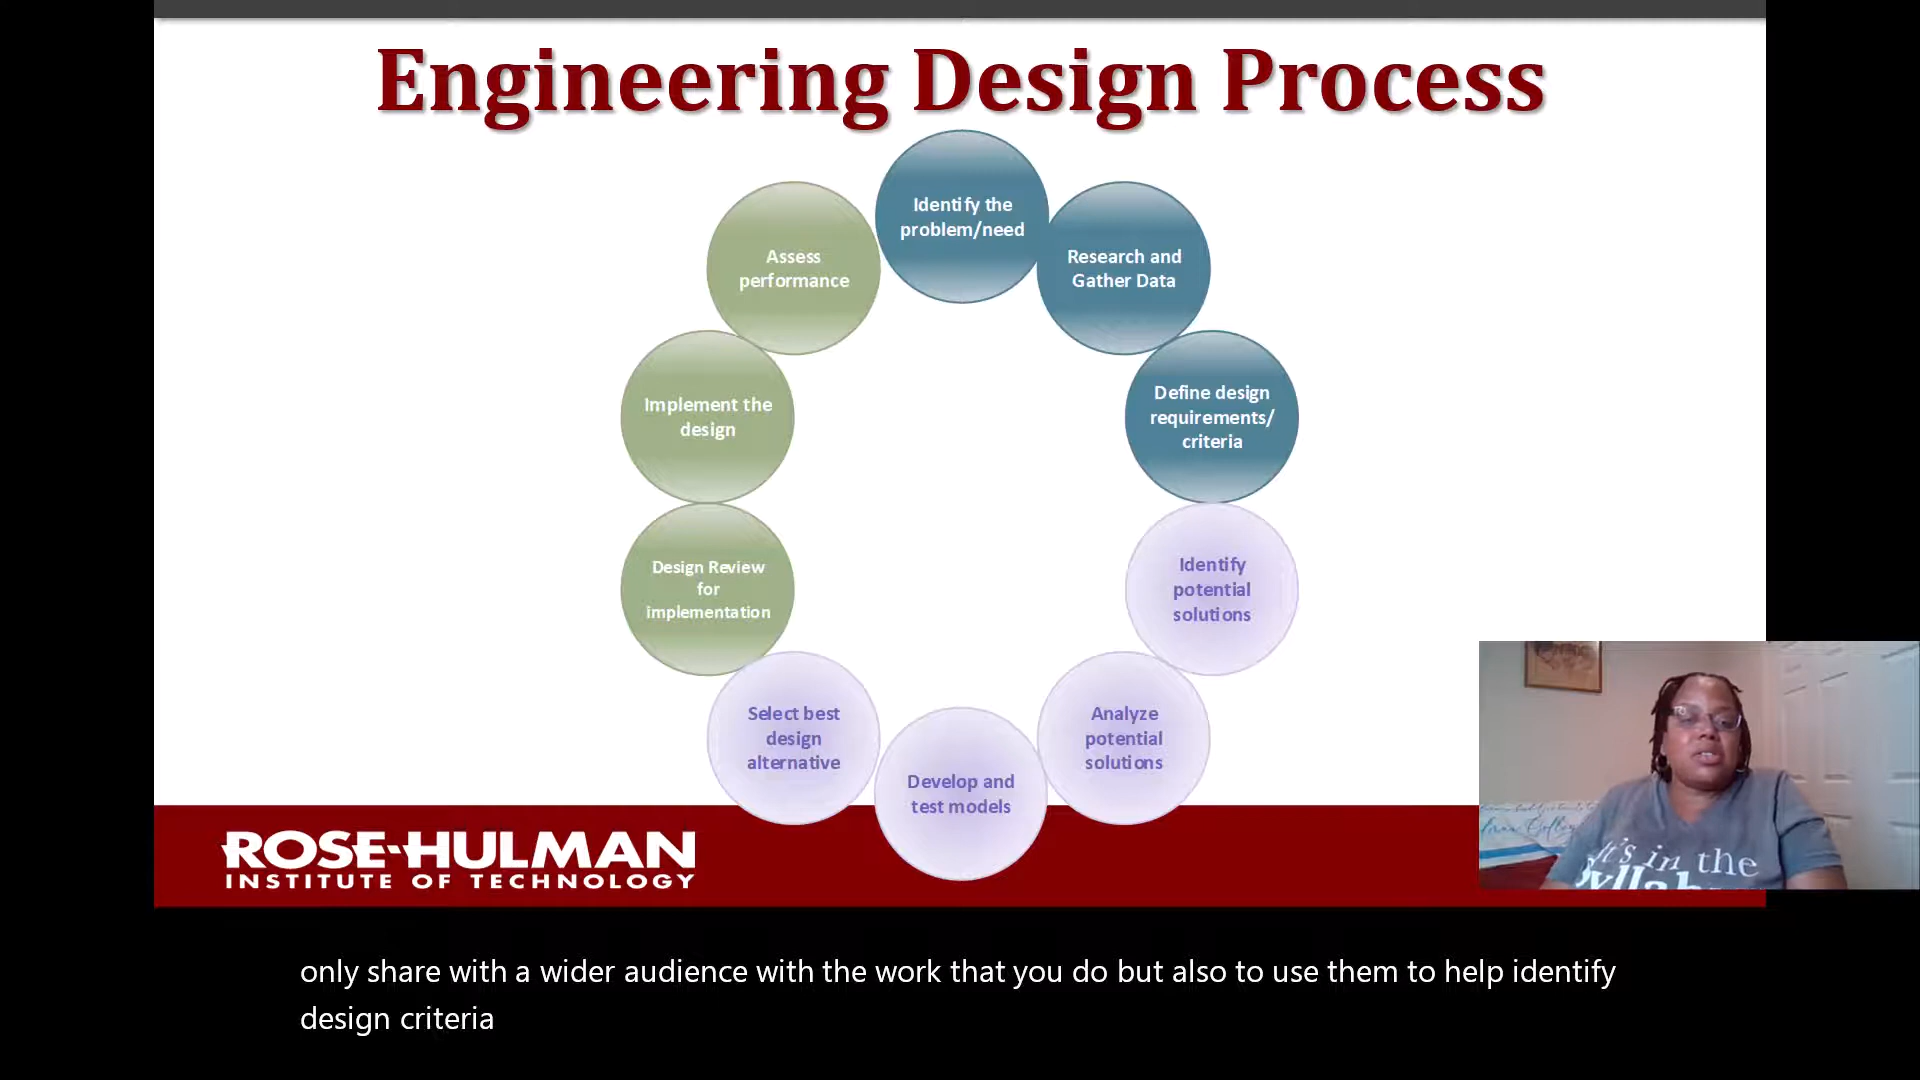 Engineering Design Process
Identify the
problem/need
Research and
Gather Data
Define design
requirements/
criteria
Identify
potential
solutions
Analyze
potential
solutions
Develop and
test models
Select best
design
alternative
Design Review
for
implementation
Implement the
design
Assess
performance
ROSE-HULMAN
INSTITUTE OF TECHNOLOGY
it's in the
only share with a wider audience with the work that you do but also to use them to help identify
design criteria